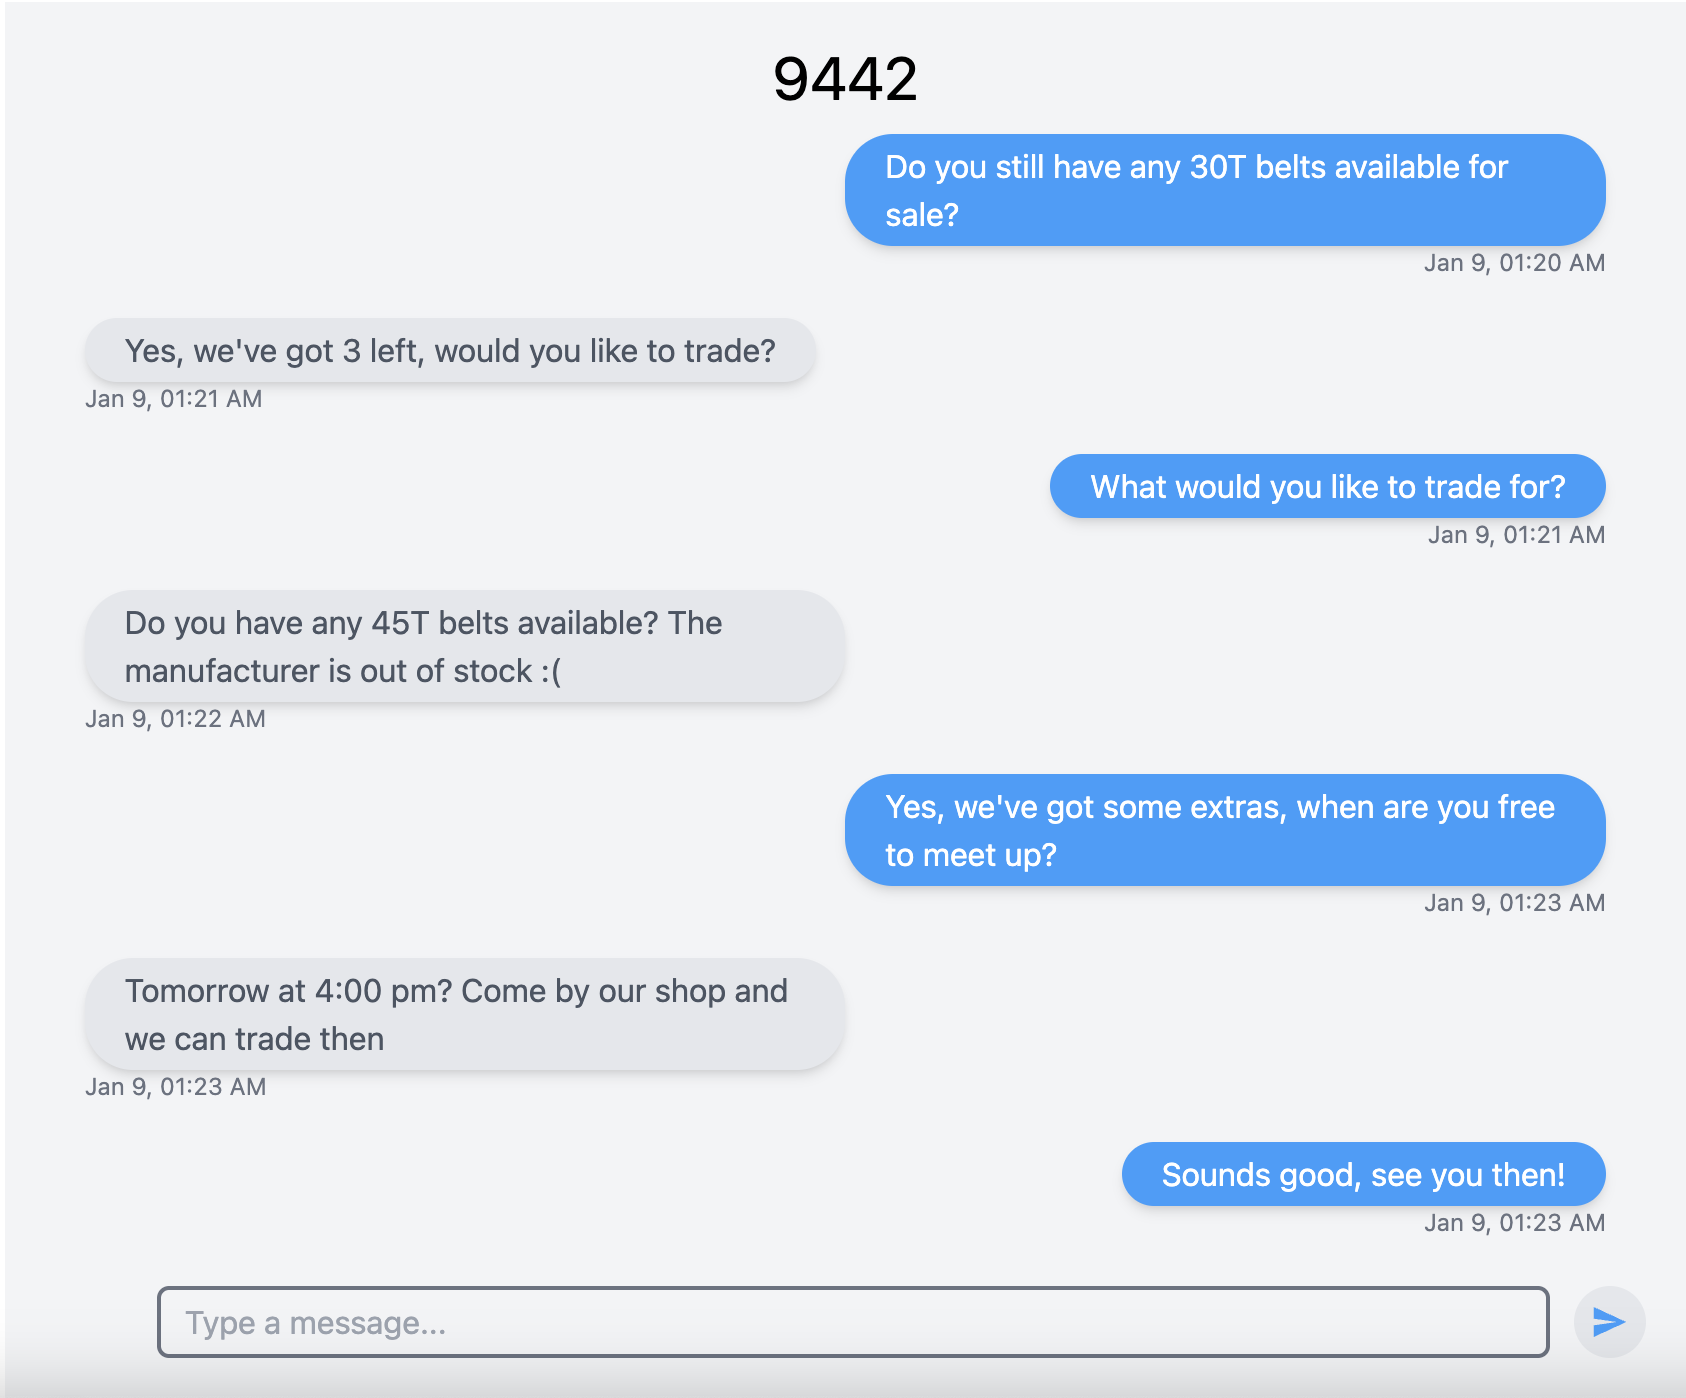 9442
Do you still have any 30T belts available for
sale?
Jan 9, 01:20 AM
Yes, we've got 3 left, would you like to trade?
Jan 9, 01:21 AM
What would you like to trade for?
Jan 9, 01:21 AM
Do you have any 45T belts available? The
manufacturer is out of stock :(
Jan 9, 01:22 AM
Yes, we've got some extras, when are you free
to meet up?
Jan 9, 01:23 AM
Tomorrow at 4:00 pm? Come by our shop and
we can trade then
Jan 9, 01:23 AM
Sounds good, see you then!
Jan 9, 01:23 AM
Type a message...